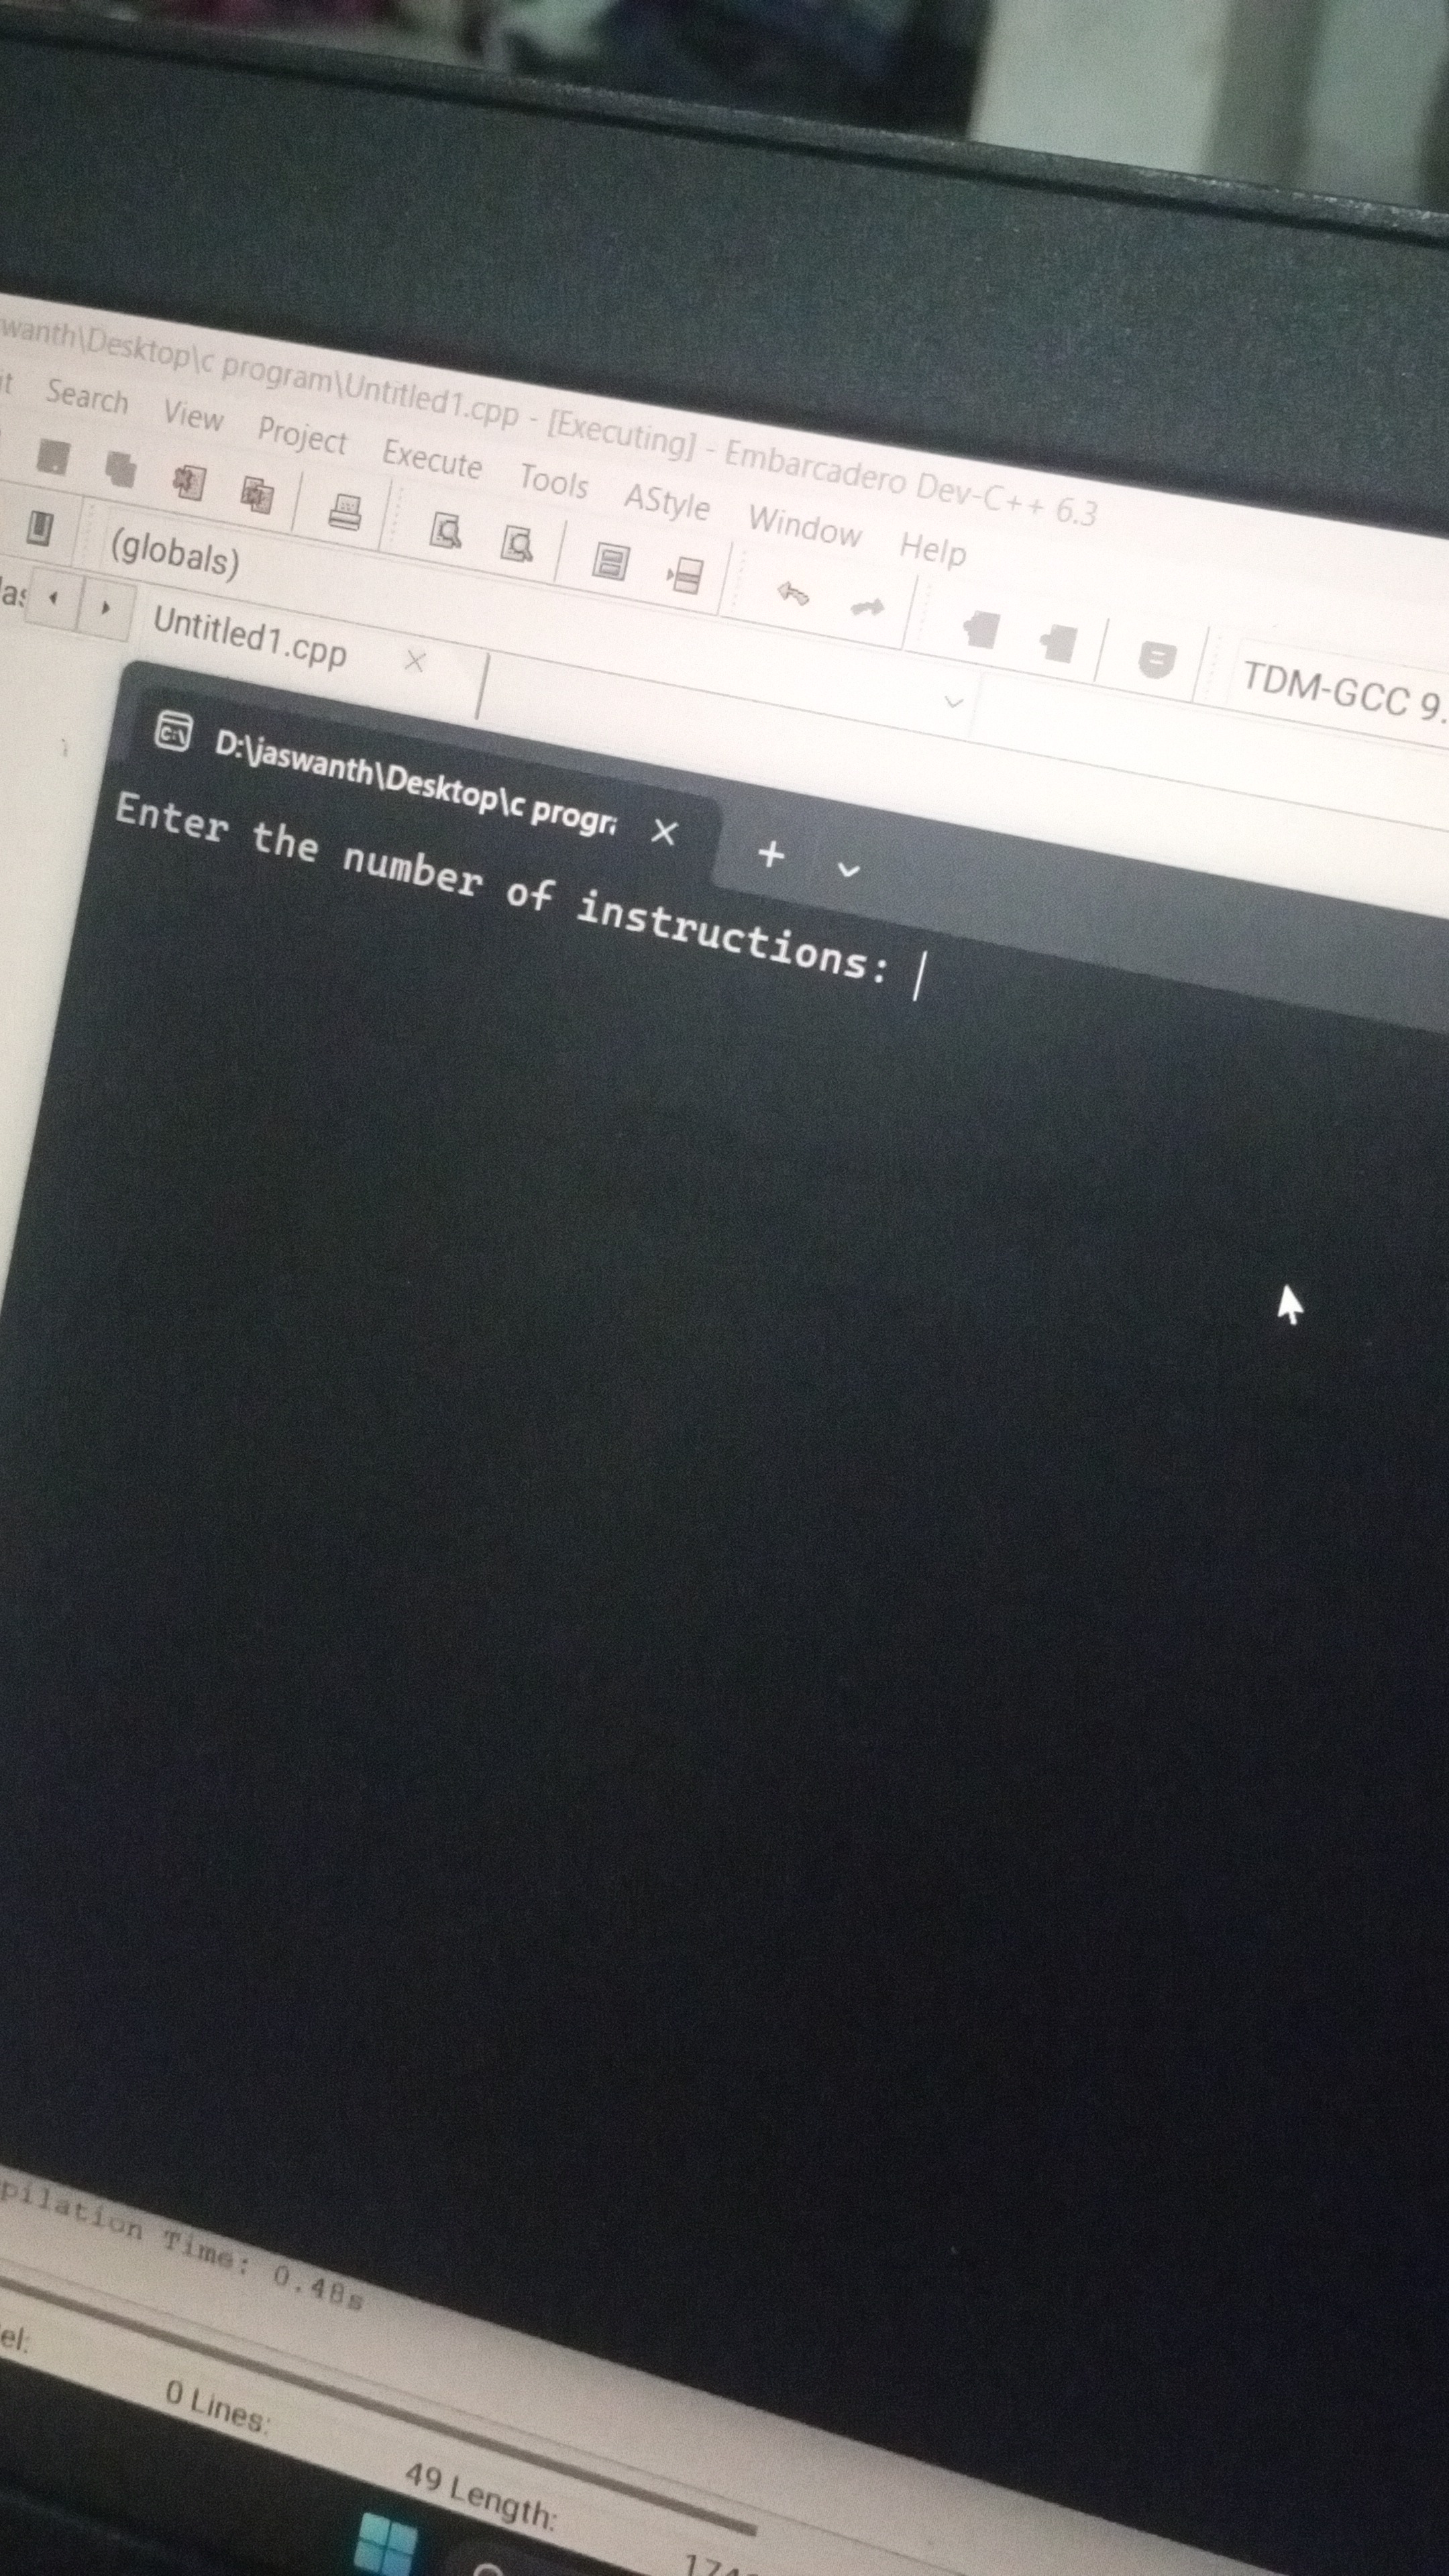 wanth\Desktop\c program\Untitled1.cpp - [Executing] - Embarcadero Dev-C++ 6.3
it Search View Project Execute Tools AStyle Window Help
TDM-GCC 9.
(globals)
Untitled1.cpp
D:\jaswanth\Desktop\c progr
Enter the number of instructions:
pilation Time: 0.48s
el:
0 Lines:
49 Length: